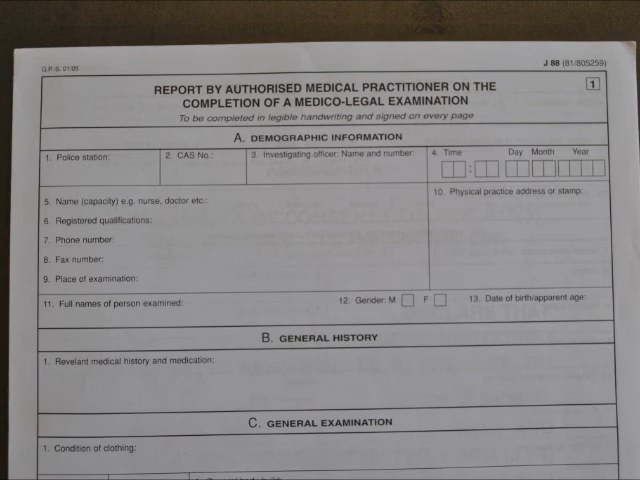 G.P.-S. 01/05
J 88 (81/805259)
REPORT BY AUTHORISED MEDICAL PRACTITIONER ON THE
COMPLETION OF A MEDICO-LEGAL EXAMINATION
1
To be completed in legible handwriting and signed on every page
A. DEMOGRAPHIC INFORMATION
1. Police station:
2. CAS No.:
3. Investigating officer: Name and number:
4. Time Day Month Year
:
5. Name (capacity) e.g. nurse, doctor etc.:
6. Registered qualifications:
7. Phone number:
8. Fax number:
9. Place of examination:
10. Physical practice address or stamp:
11. Full names of person examined:
12. Gender: M F
13. Date of birth/apparent age:
B. GENERAL HISTORY
1. Revelant medical history and medication:
C. GENERAL EXAMINATION
1. Condition of clothing: